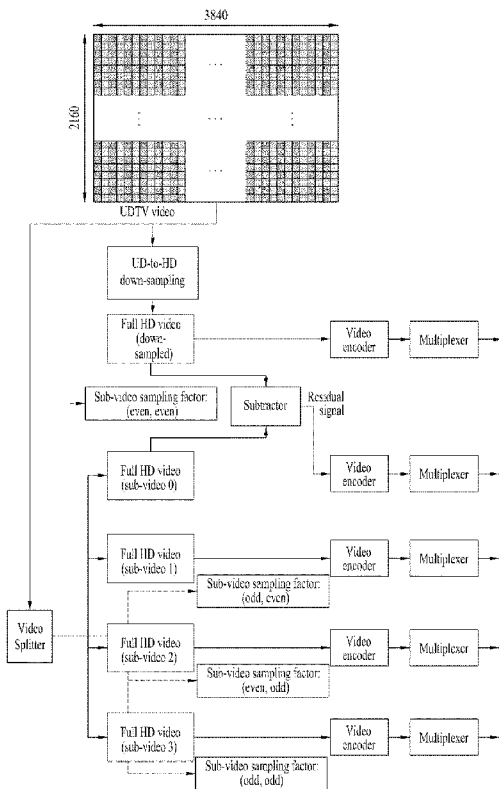 3840
2160
UDTV video
UD-to-HD
down-sampling
Full HD video
(down-
sampled)
Video
encoder
Multiplexer
Sub-video sampling factor:
(even, even)
Subtractor
Residual
signal
Full HD video
(sub-video 0)
Video
encoder
Multiplexer
Full HD video
(sub-video 1)
Video
encoder
Multiplexer
Sub-video sampling factor:
(odd, even)
Video
Splitter
Full HD video
(sub-video 2)
Video
encoder
Multiplexer
Sub-video sampling factor:
(even, odd)
Full HD video
(sub-video 3)
Video
encoder
Multiplexer
Sub-video sampling factor:
(odd, odd)